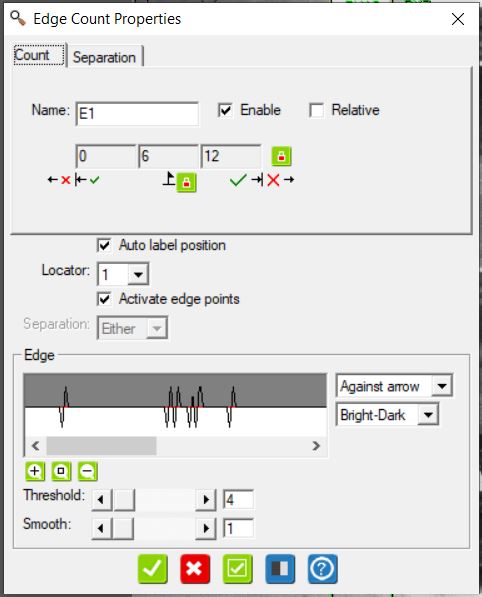 Edge Count Properties
Count Separation
Name: E1 Enable Relative
0 6 12
Auto label position
Locator: 1
Activate edge points
Separation: Either
Edge
Against arrow
Bright-Dark
Threshold: 4
Smooth: 1